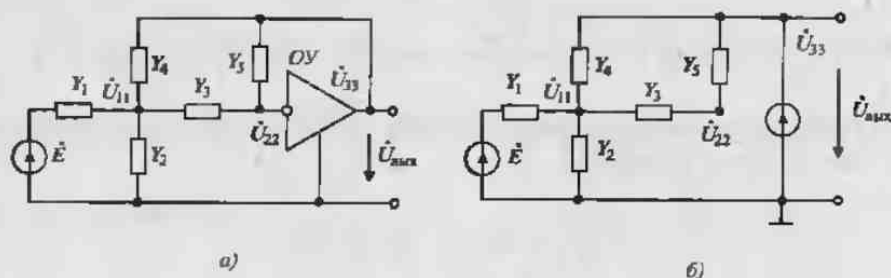 Y₄
Y₅
ОУ
U̇₃₃
Y₁
U̇₁₁
Y₃
U̇₂₂
Ė
Y₂
U̇вых
а)
U̇₃₃
Y₄
Y₅
Y₁
U̇₁₁
Y₃
U̇вых
U̇₂₂
Ė
Y₂
б)